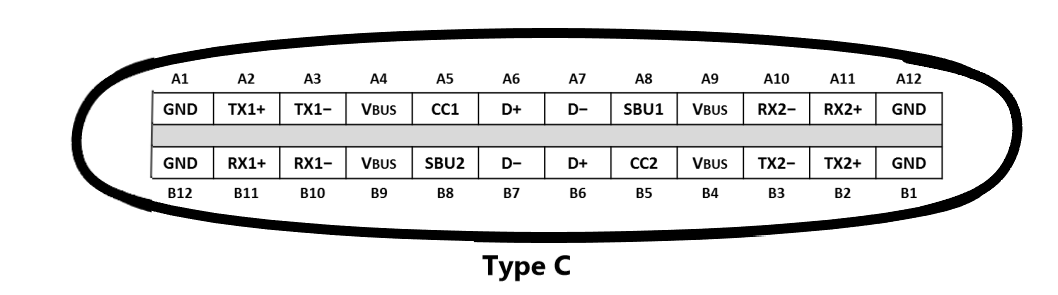 A1 A2 A3 A4 A5 A6 A7 A8 A9 A10 A11 A12
GND TX1+ TX1− VBUS CC1 D+ D− SBU1 VBUS RX2− RX2+ GND
GND RX1+ RX1− VBUS SBU2 D− D+ CC2 VBUS TX2− TX2+ GND
B12 B11 B10 B9 B8 B7 B6 B5 B4 B3 B2 B1
Type C